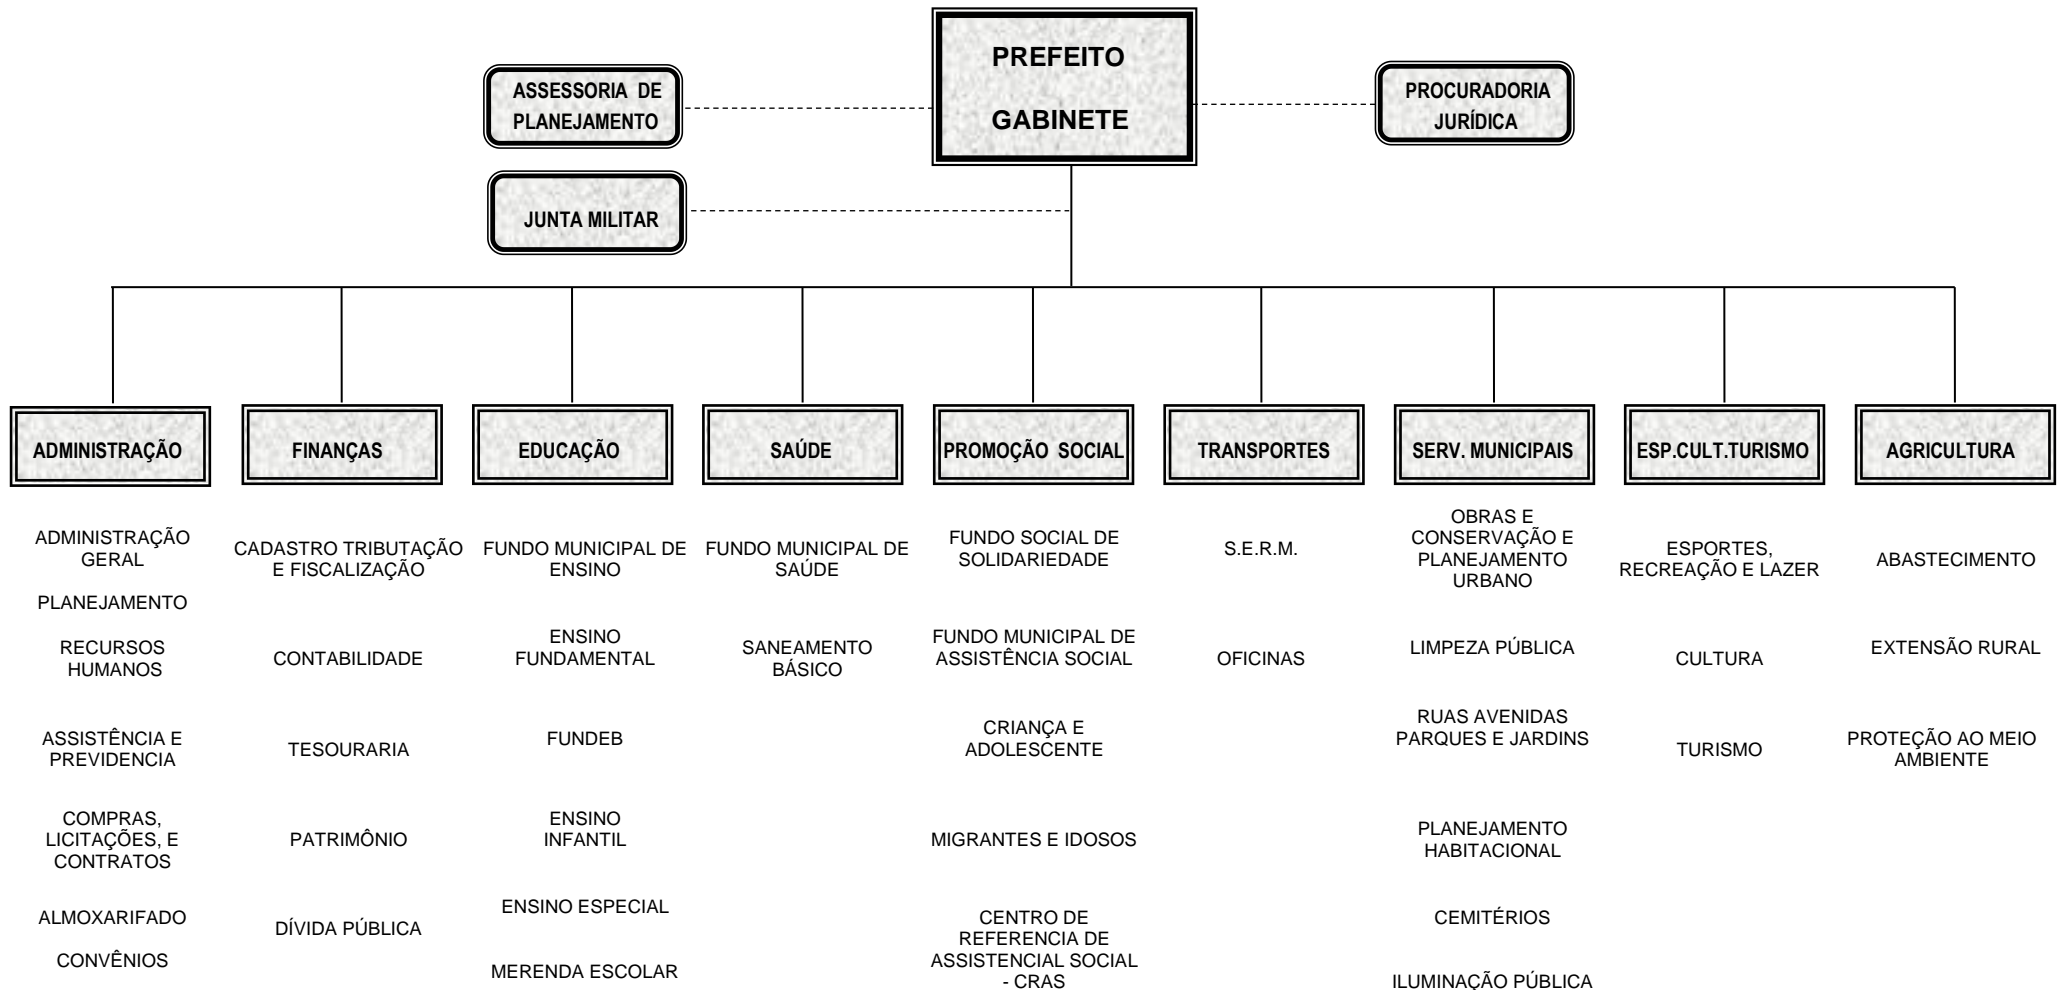 PREFEITO
GABINETE
ASSESSORIA DE
PLANEJAMENTO
PROCURADORIA
JURÍDICA
JUNTA MILITAR
ADMINISTRAÇÃO
FINANÇAS
EDUCAÇÃO
SAÚDE
PROMOÇÃO SOCIAL
TRANSPORTES
SERV. MUNICIPAIS
ESP.CULT.TURISMO
AGRICULTURA
ADMINISTRAÇÃO
GERAL
PLANEJAMENTO
RECURSOS
HUMANOS
ASSISTÊNCIA E
PREVIDENCIA
COMPRAS,
LICITAÇÕES, E
CONTRATOS
ALMOXARIFADO
CONVÊNIOS
CADASTRO TRIBUTAÇÃO
E FISCALIZAÇÃO
CONTABILIDADE
TESOURARIA
PATRIMÔNIO
DÍVIDA PÚBLICA
FUNDO MUNICIPAL DE
ENSINO
ENSINO
FUNDAMENTAL
FUNDEB
ENSINO
INFANTIL
ENSINO ESPECIAL
MERENDA ESCOLAR
FUNDO MUNICIPAL DE
SAÚDE
SANEAMENTO
BÁSICO
FUNDO SOCIAL DE
SOLIDARIEDADE
FUNDO MUNICIPAL DE
ASSISTÊNCIA SOCIAL
CRIANÇA E
ADOLESCENTE
MIGRANTES E IDOSOS
CENTRO DE
REFERENCIA DE
ASSISTENCIAL SOCIAL
- CRAS
S.E.R.M.
OFICINAS
OBRAS E
CONSERVAÇÃO E
PLANEJAMENTO
URBANO
LIMPEZA PÚBLICA
RUAS AVENIDAS
PARQUES E JARDINS
PLANEJAMENTO
HABITACIONAL
CEMITÉRIOS
ILUMINAÇÃO PÚBLICA
ESPORTES,
RECREAÇÃO E LAZER
CULTURA
TURISMO
ABASTECIMENTO
EXTENSÃO RURAL
PROTEÇÃO AO MEIO
AMBIENTE